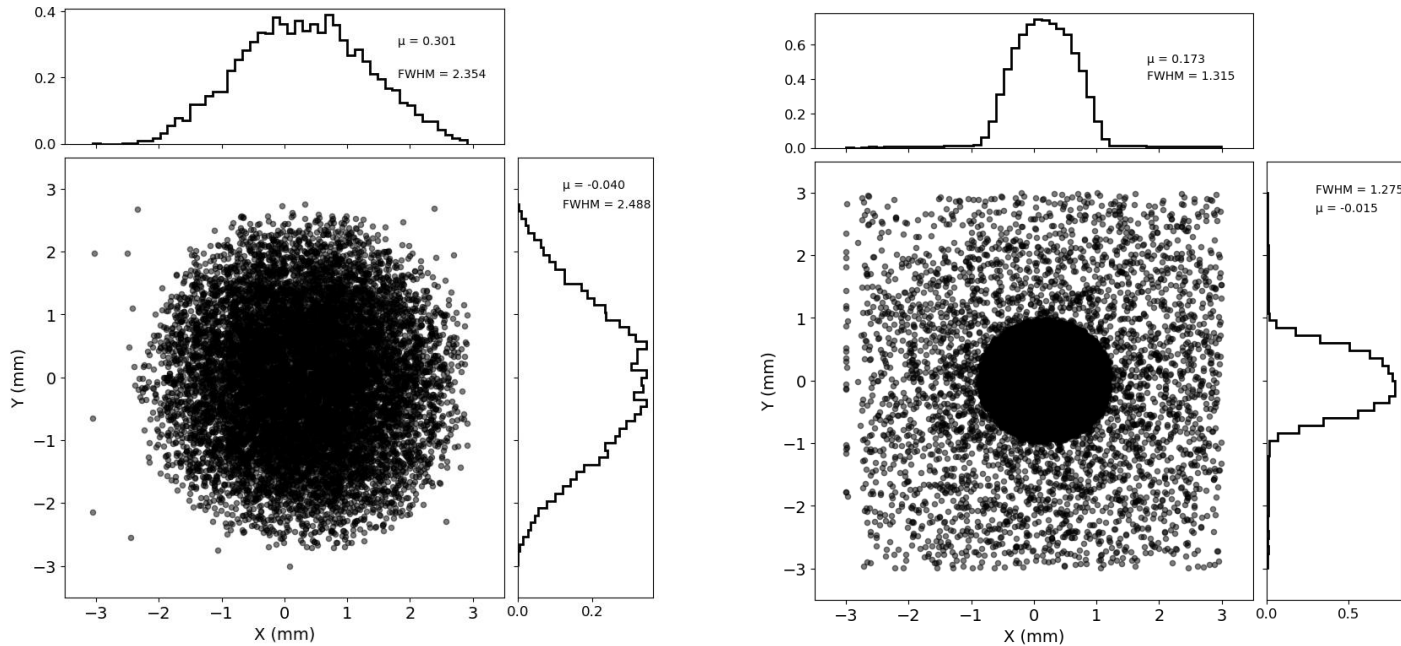 0.4
0.2
0.0
μ = 0.301
FWHM = 2.354
3
2
1
0
−1
−2
−3
Y (mm)
−3 −2 −1 0 1 2 3
X (mm)
μ = -0.040
FWHM = 2.488
0.0 0.2
0.6
0.4
0.2
0.0
μ = 0.173
FWHM = 1.315
3
2
1
0
−1
−2
−3
Y (mm)
−3 −2 −1 0 1 2 3
X (mm)
FWHM = 1.275
μ = -0.015
0.0 0.5